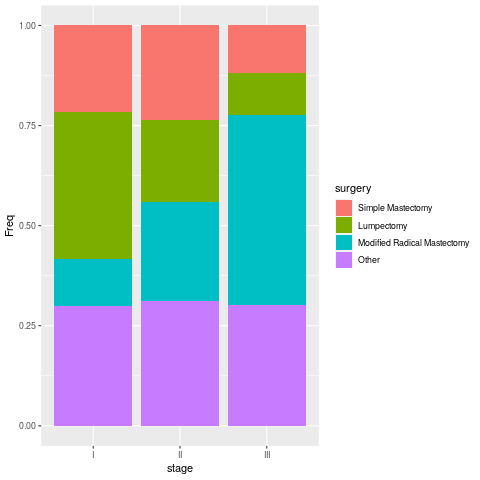 1.00
0.75
0.50
0.25
0.00
Freq
I II III
stage
surgery
Simple Mastectomy
Lumpectomy
Modified Radical Mastectomy
Other